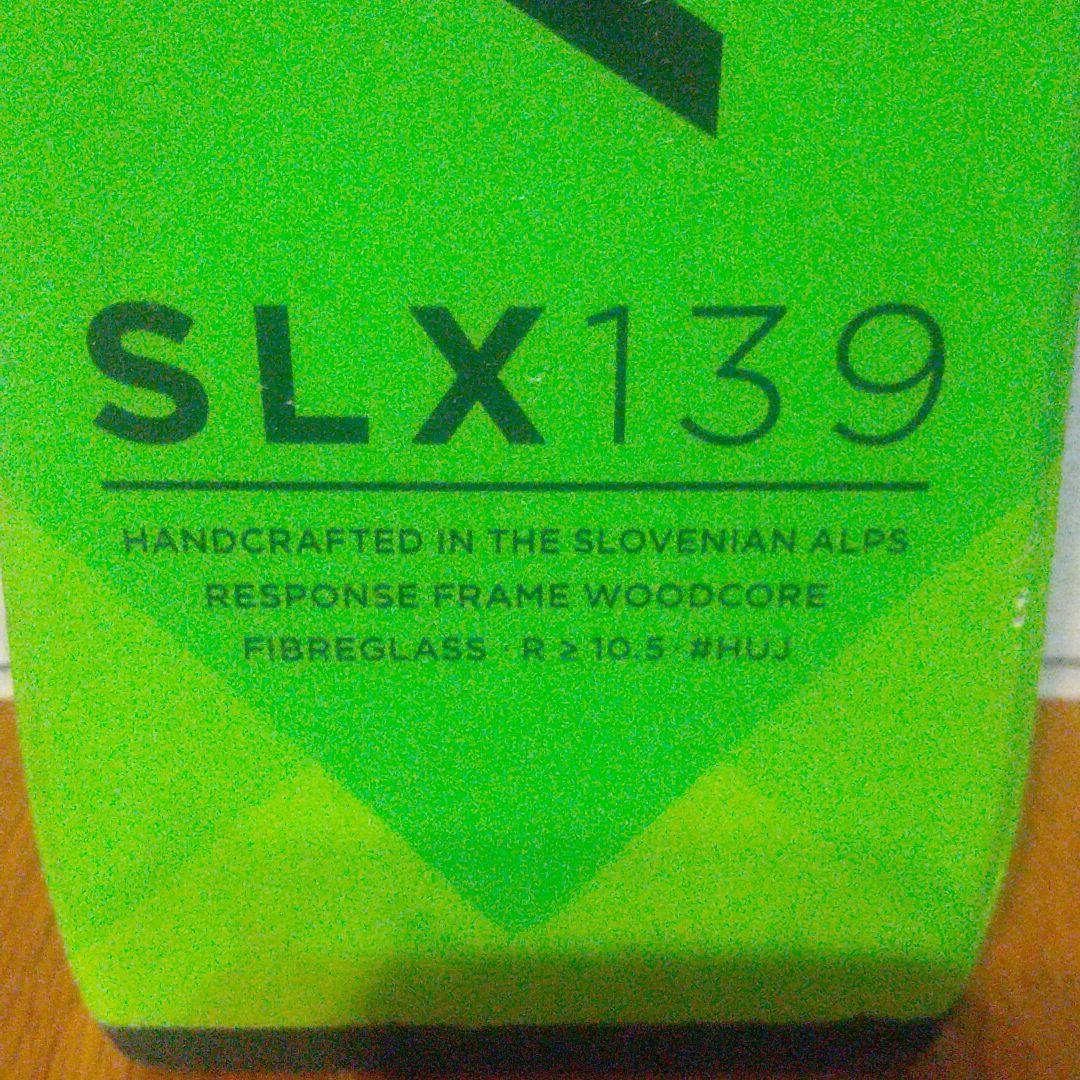 SLX139
HANDCRAFTED IN THE SLOVENIAN ALPS
RESPONSE FRAME WOODCORE
FIBREGLASS · R ≥ 10.5 · #HUJ